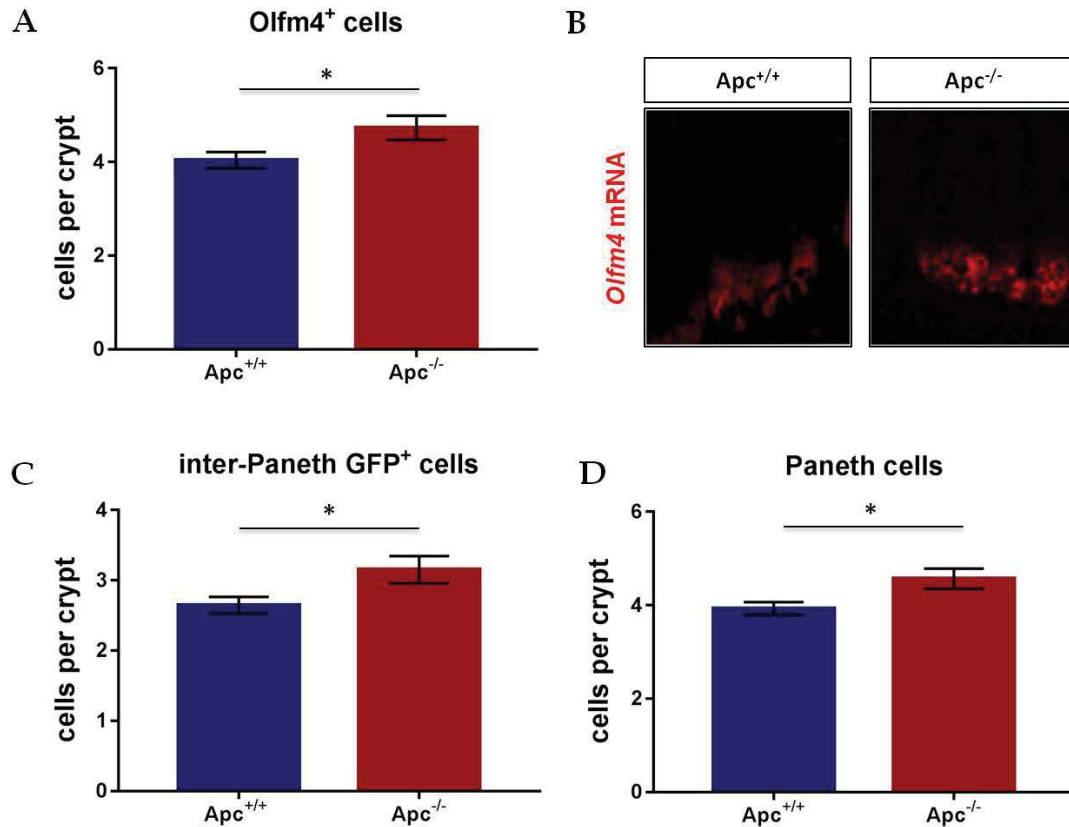 A
Olfm4⁺ cells
cells per crypt
6
4
2
0
*
Apc⁺/⁺
Apc⁻/⁻
B
Apc⁺/⁺
Apc⁻/⁻
Olfm4 mRNA
C
inter-Paneth GFP⁺ cells
cells per crypt
4
3
2
1
0
*
Apc⁺/⁺
Apc⁻/⁻
D
Paneth cells
cells per crypt
6
4
2
0
*
Apc⁺/⁺
Apc⁻/⁻